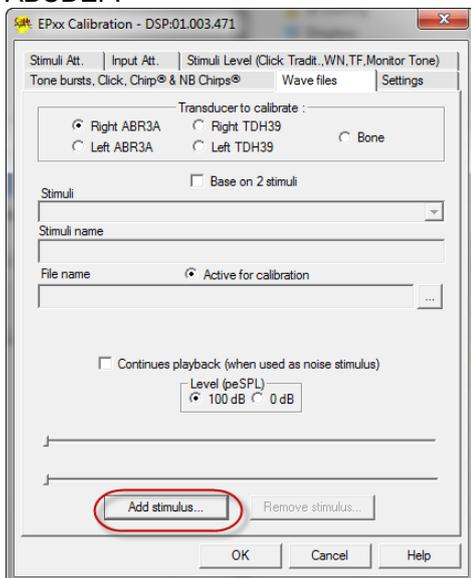 EPxx Calibration - DSP:01.003.471
Stimuli Att. Input Att. Stimuli Level (Click Tradit.,WN,TF,Monitor Tone)
Tone bursts, Click, Chirp® & NB Chirps® Wave files Settings
Transducer to calibrate :
Right ABR3A Right TDH39 Bone
Left ABR3A Left TDH39
Base on 2 stimuli
Stimuli
Stimuli name
File name Active for calibration
...
Continues playback (when used as noise stimulus)
Level (peSPL)
100 dB 0 dB
Add stimulus... Remove stimulus...
OK Cancel Help